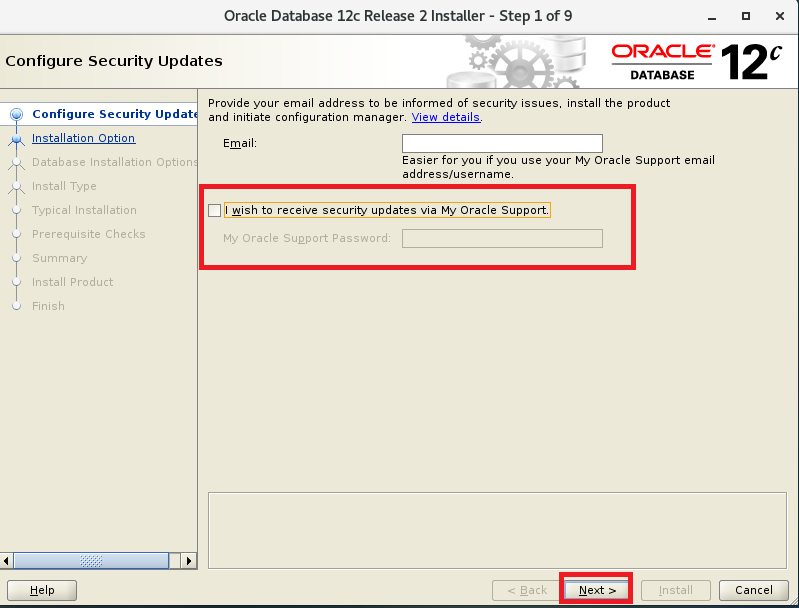 Oracle Database 12c Release 2 Installer - Step 1 of 9
Configure Security Updates
ORACLE
DATABASE
12c
Configure Security Update
Installation Option
Database Installation Options
Install Type
Typical Installation
Prerequisite Checks
Summary
Install Product
Finish
Provide your email address to be informed of security issues, install the product
and initiate configuration manager. View details.
Email:
Easier for you if you use your My Oracle Support email
address/username.
I wish to receive security updates via My Oracle Support.
My Oracle Support Password:
Help
< Back
Next >
Install
Cancel